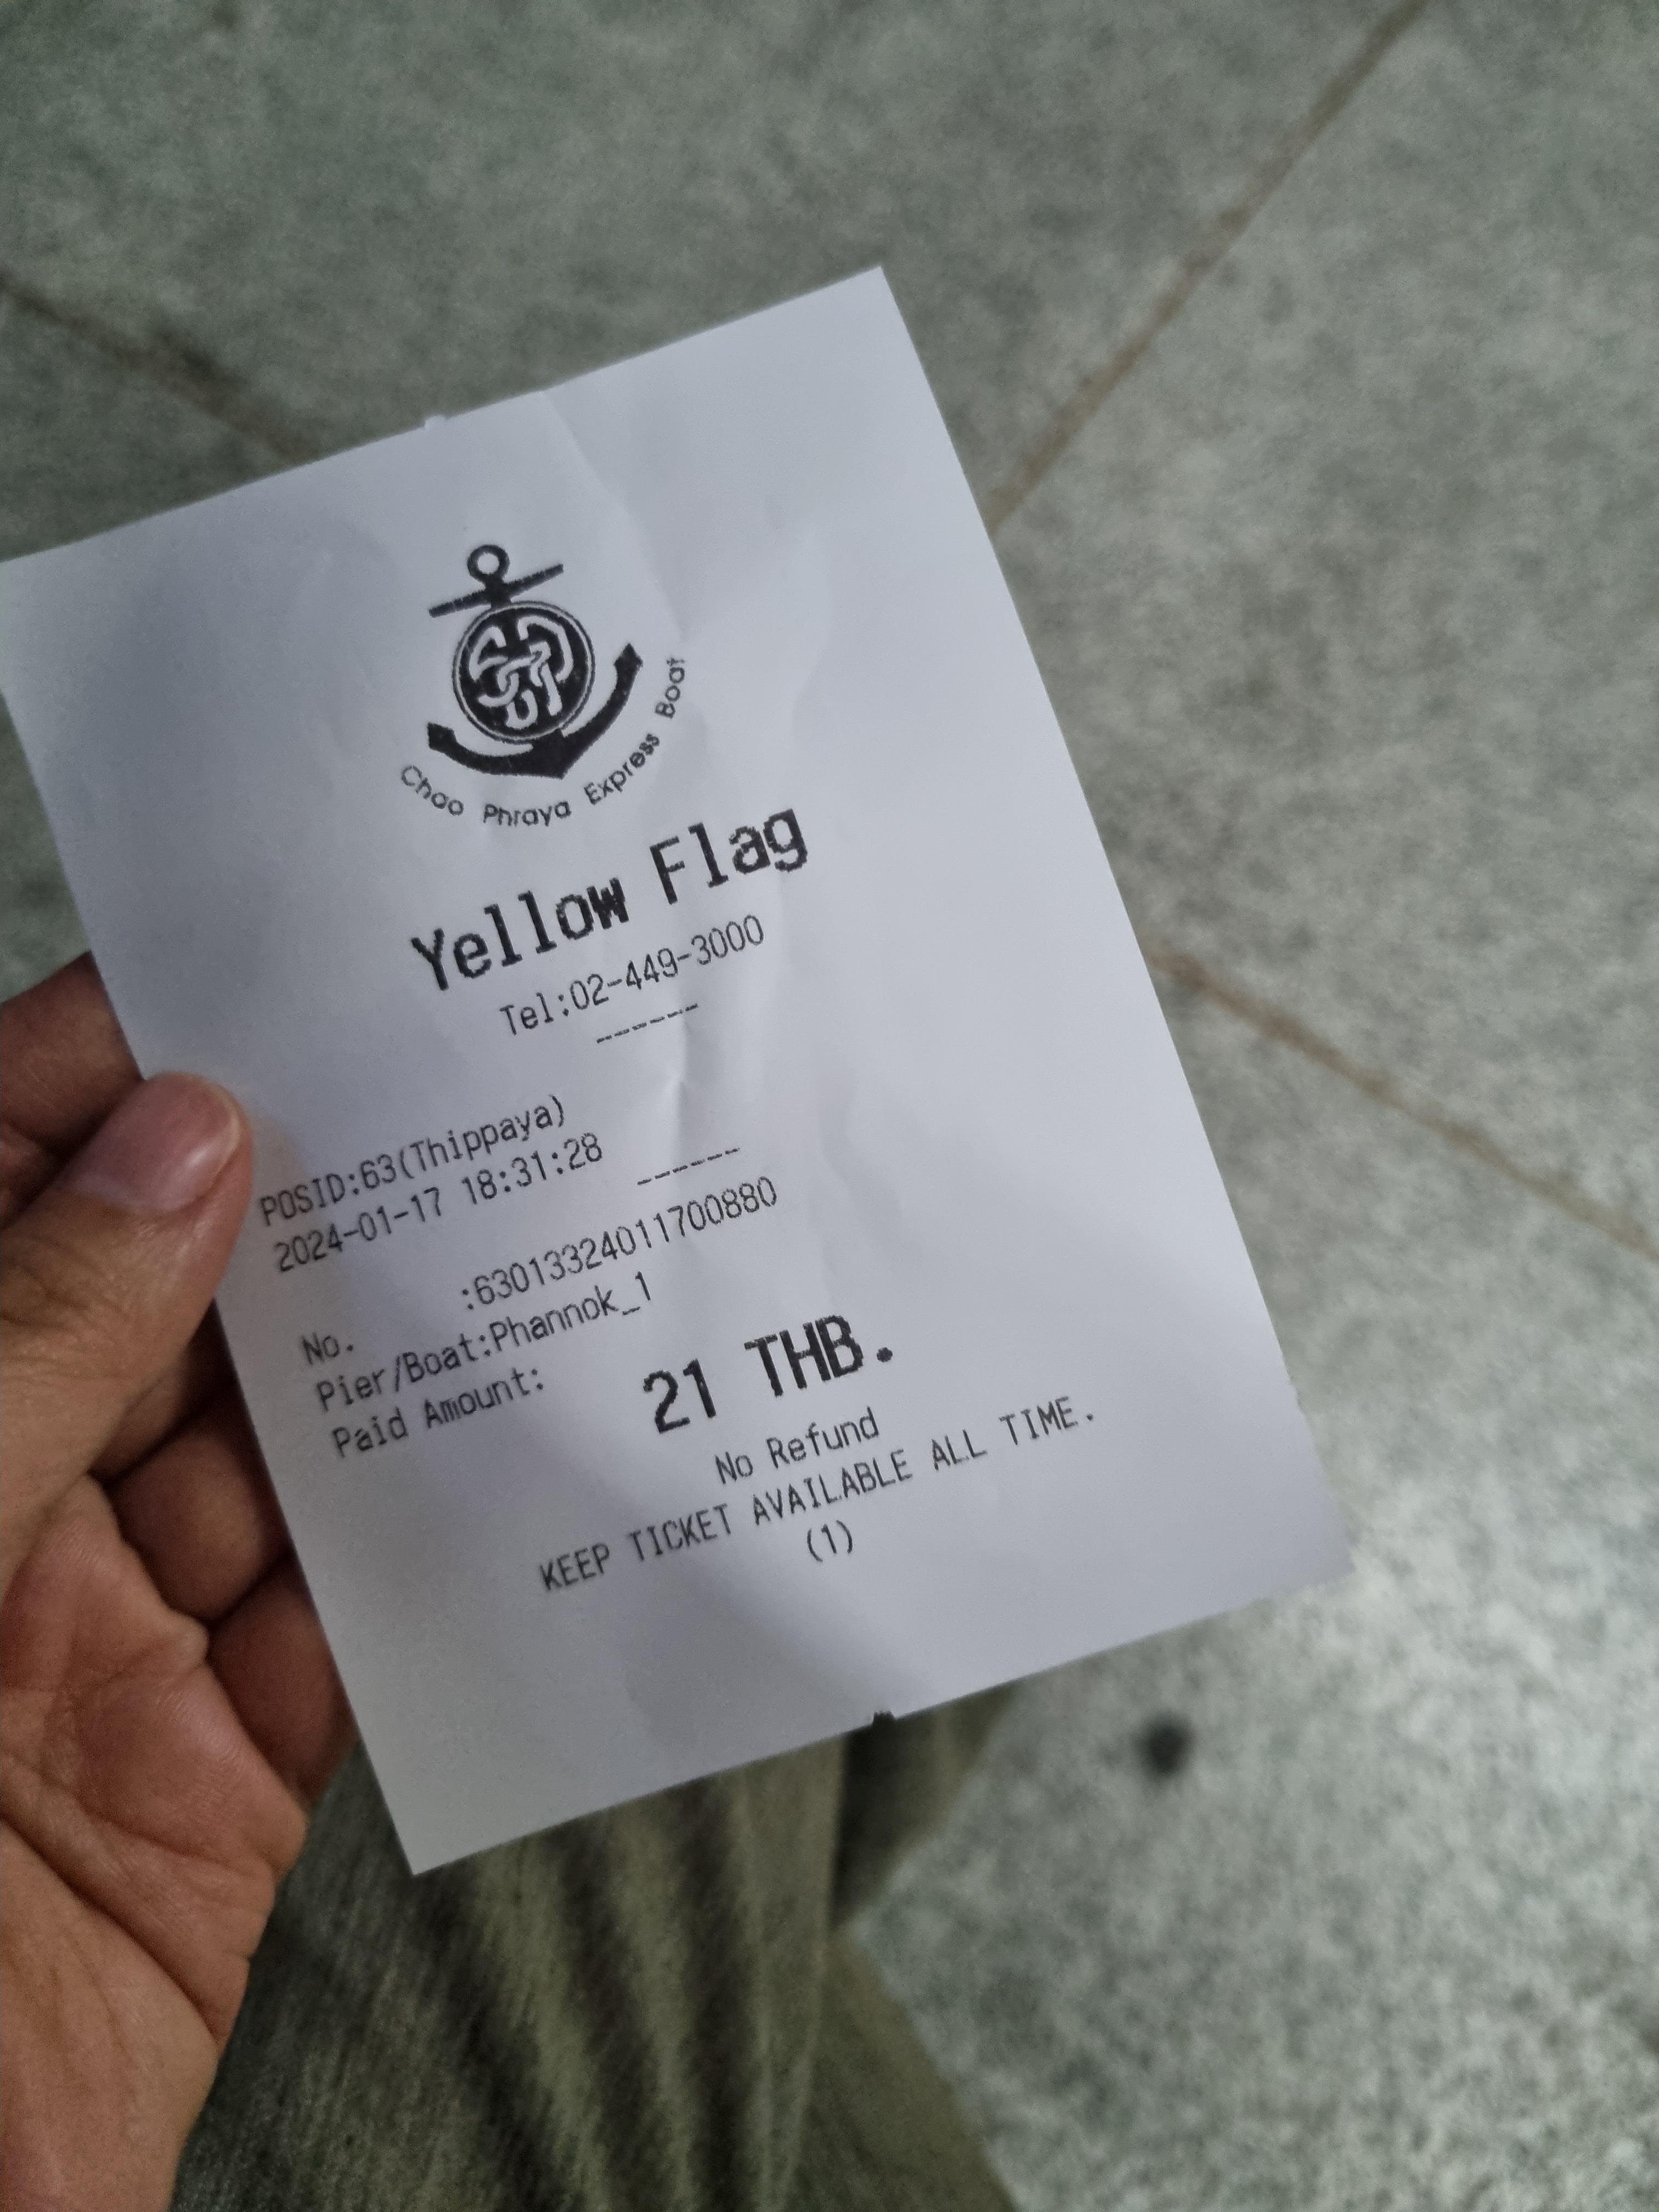 Chao Phraya Express Boat
Yellow Flag
Tel:02-449-3000
------
POSID:63(Thippaya)
2024-01-17 18:31:28
------
No. :63013324011700880
Pier/Boat:Phannok_1
Paid Amount: 21 THB.
No Refund
KEEP TICKET AVAILABLE ALL TIME.
(1)